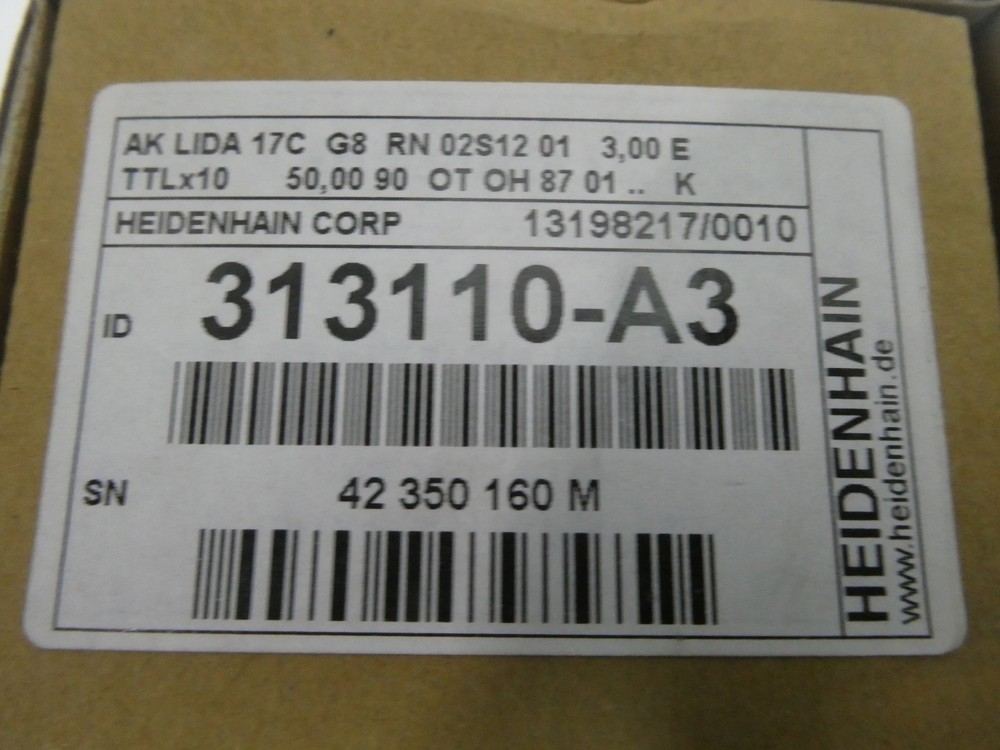 AK LIDA 17C G8 RN 02S12 01 3,00 E
TTLx10 50,00 90 OT OH 87 01 .. K
HEIDENHAIN CORP 13198217/0010
ID 313110-A3
SN 42 350 160 M
HEIDENHAIN
www.heidenhain.de